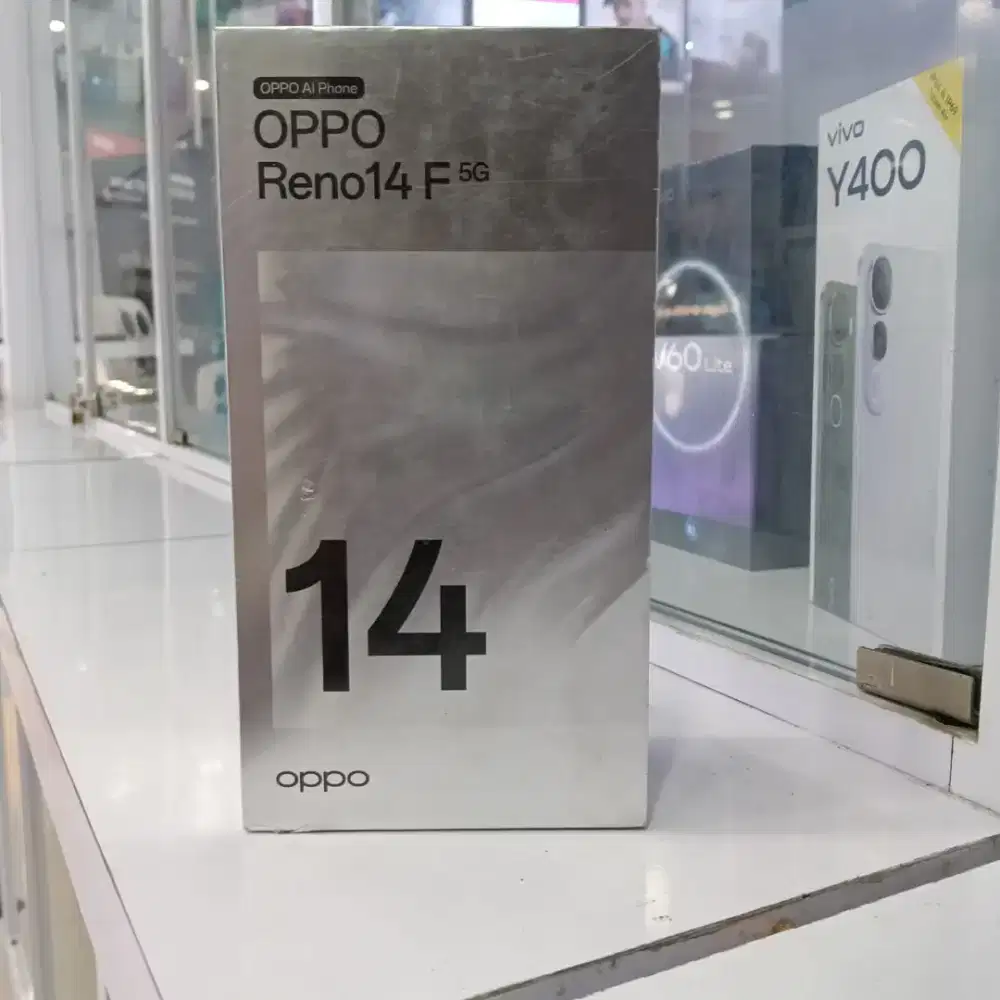 OPPO AI Phone
OPPO
Reno14 F 5G
14
oppo
V60 Lite
vivo
Y400